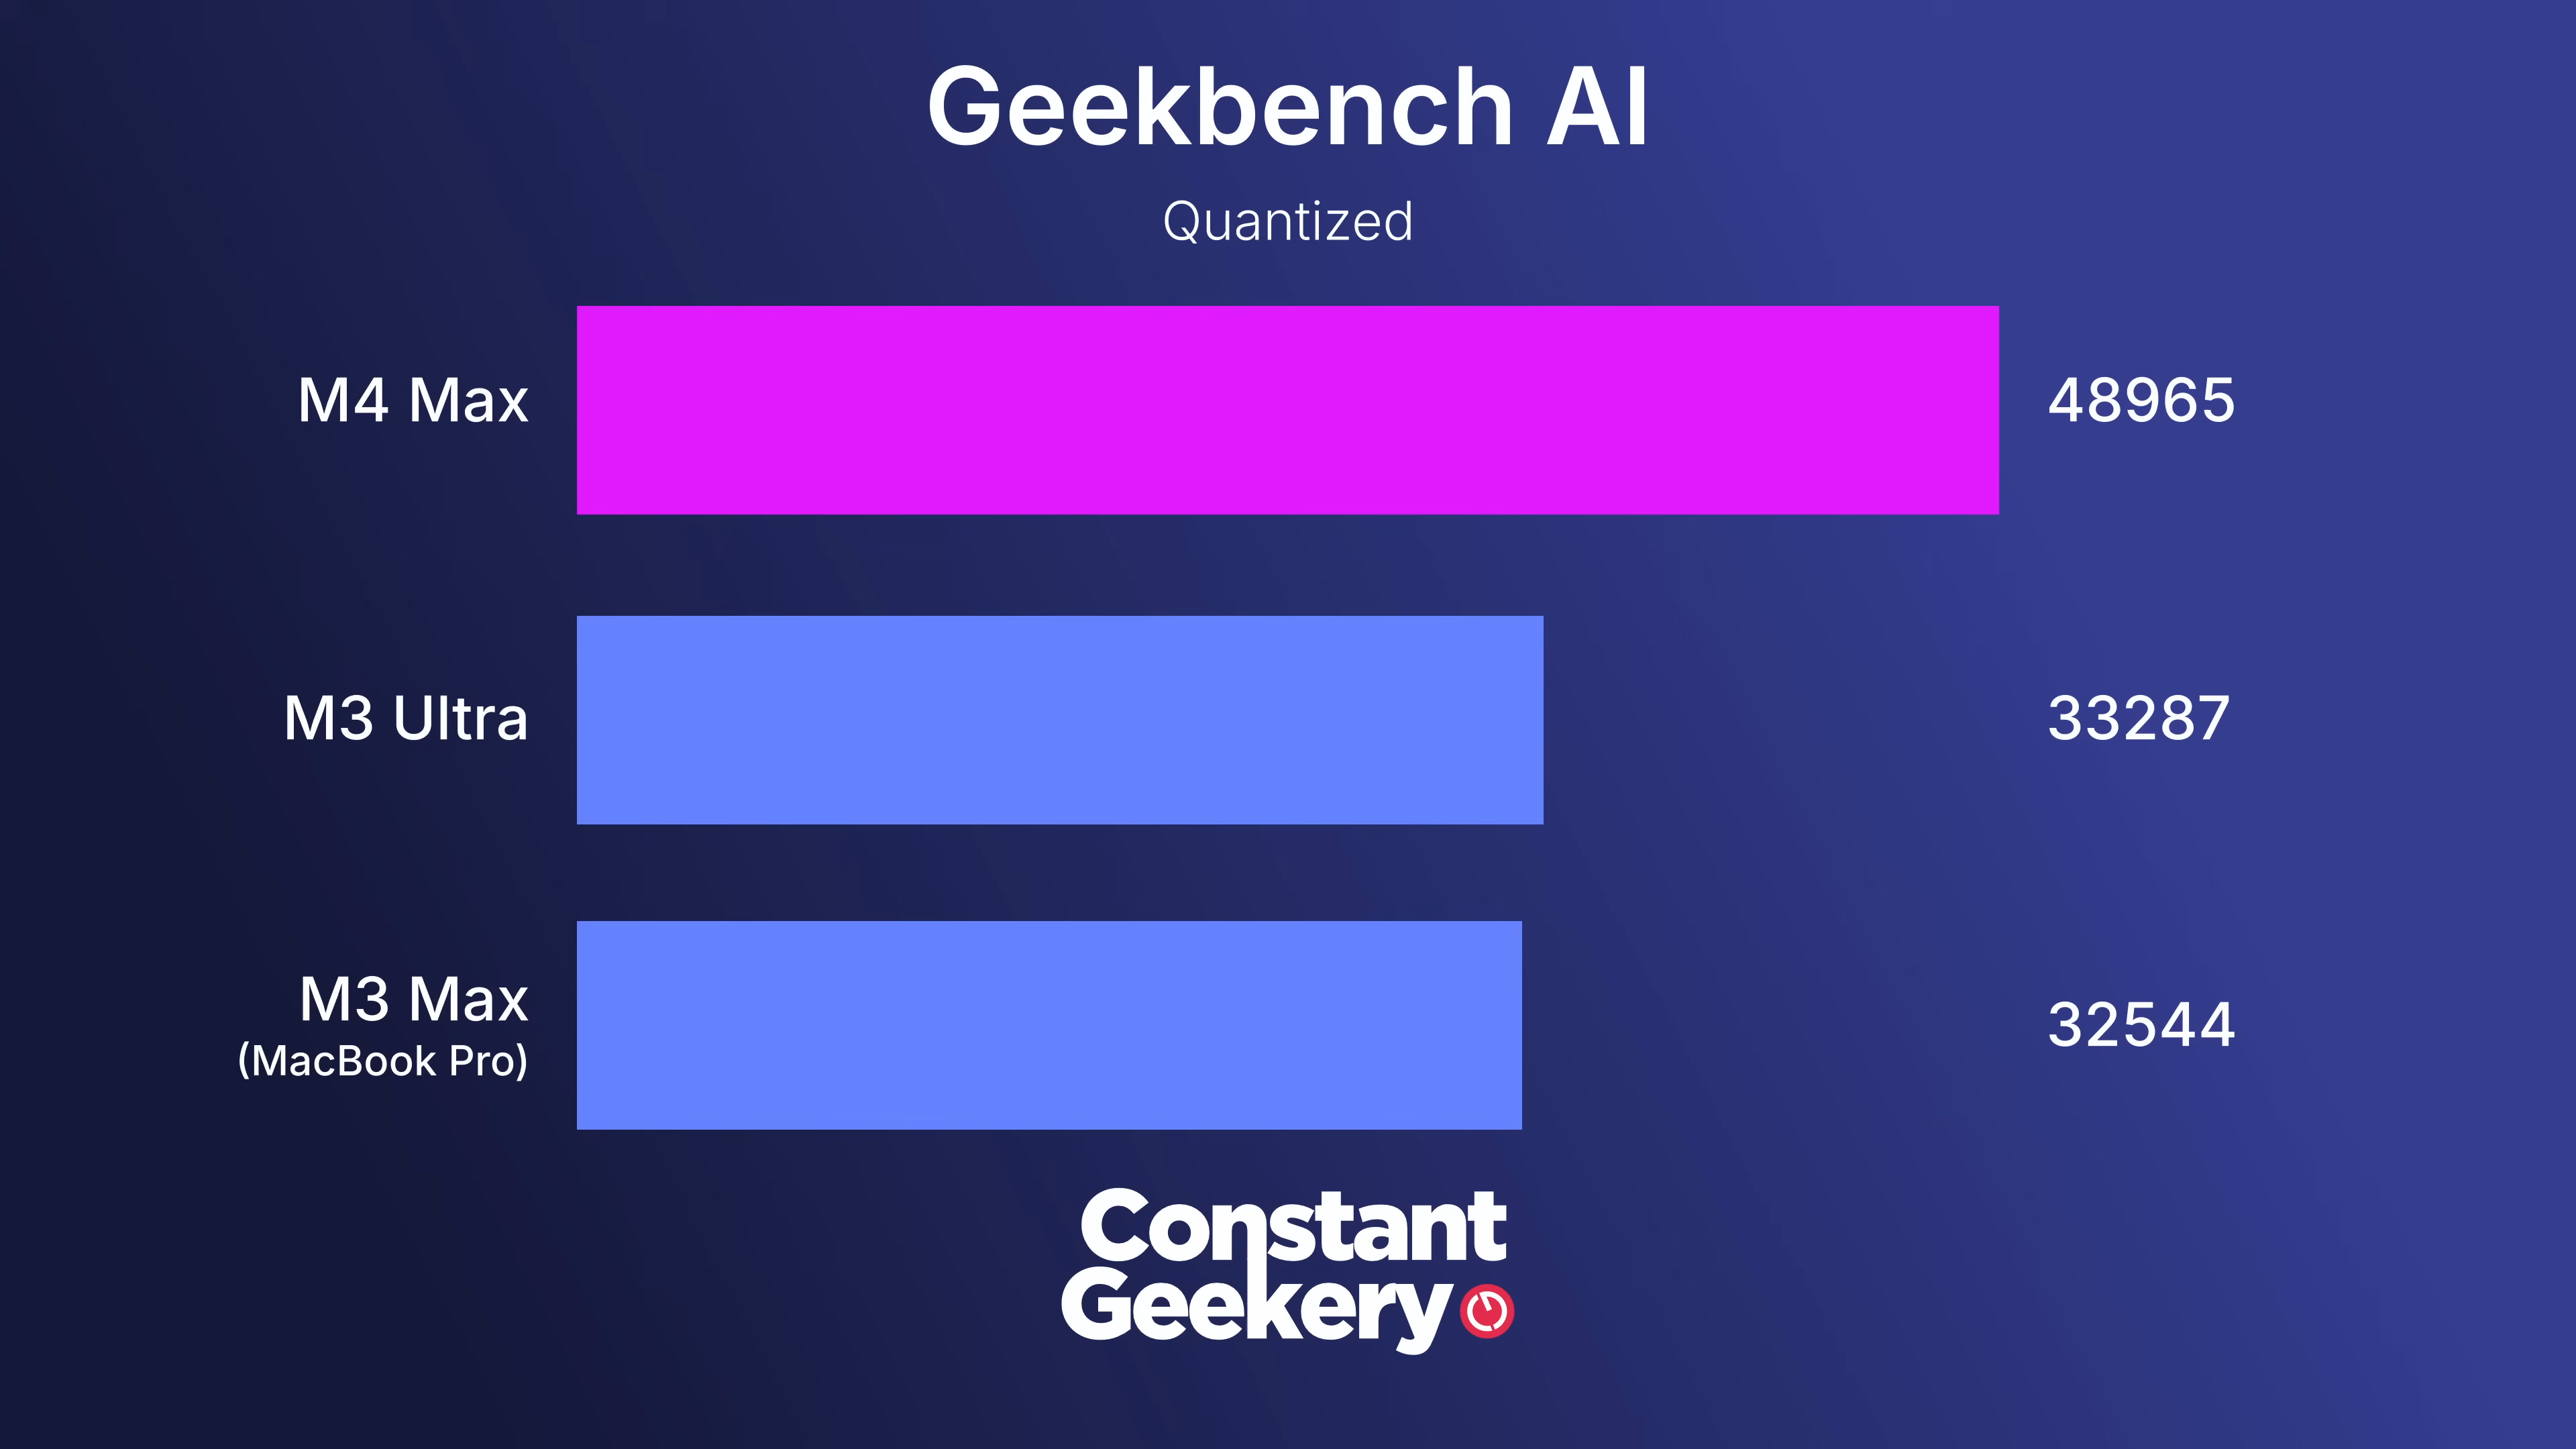 Geekbench AI
Quantized
M4 Max 48965
M3 Ultra 33287
M3 Max
(MacBook Pro) 32544
Constant
Geekery